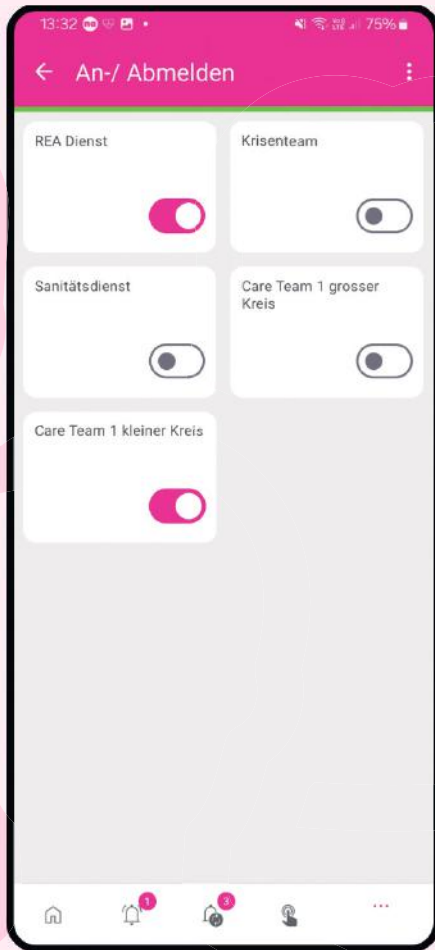 13:32
75%
An-/ Abmelden
REA Dienst
Krisenteam
Sanitätsdienst
Care Team 1 grosser
Kreis
Care Team 1 kleiner Kreis
1
3